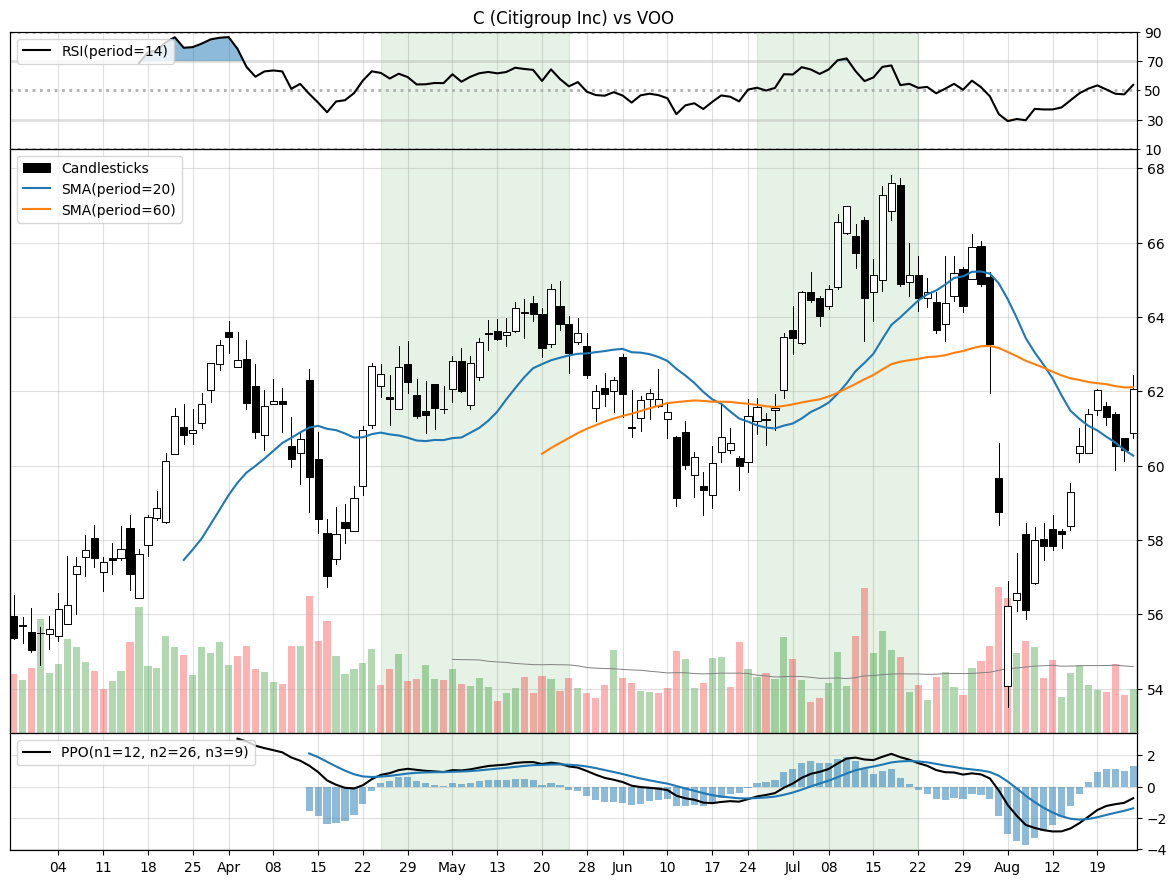 C (Citigroup Inc) vs VOO
RSI(period=14)
90
70
50
30
10
Candlesticks
SMA(period=20)
SMA(period=60)
68
66
64
62
60
58
56
54
PPO(n1=12, n2=26, n3=9)
2
0
−2
−4
04 11 18 25 Apr 08 15 22 29 May 13 20 28 Jun 10 17 24 Jul 08 15 22 29 Aug 12 19